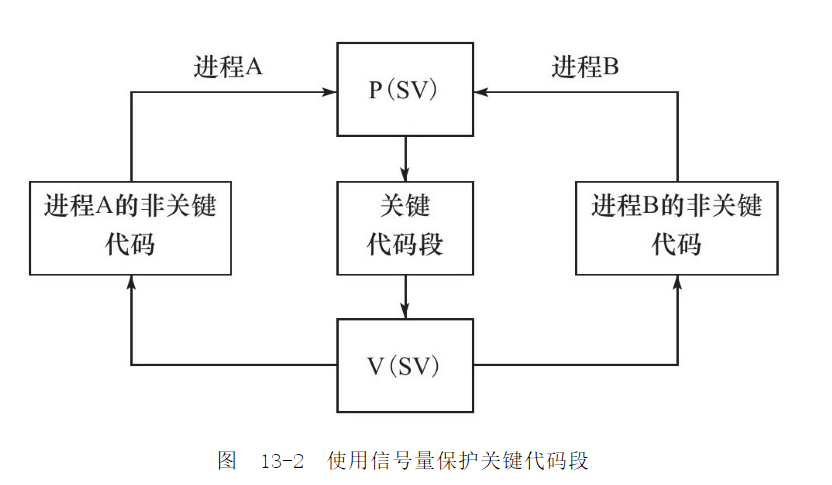 进程A
进程B
P(SV)
进程A的非关键
代码
关键
代码段
进程B的非关键
代码
V(SV)
图 13-2 使用信号量保护关键代码段